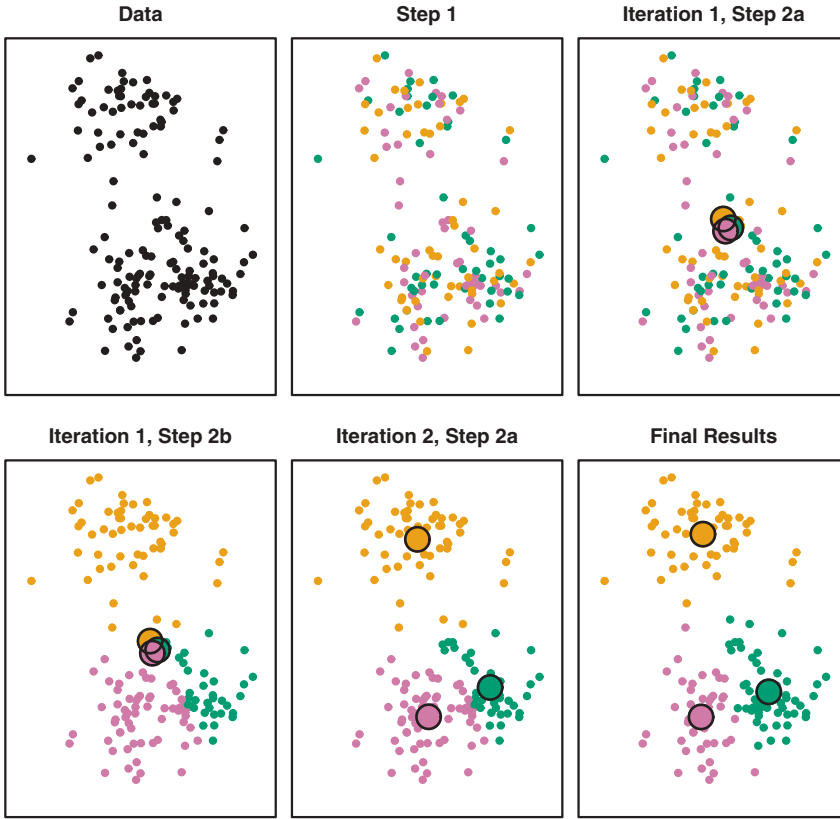 Data
Step 1
Iteration 1, Step 2a
Iteration 1, Step 2b
Iteration 2, Step 2a
Final Results